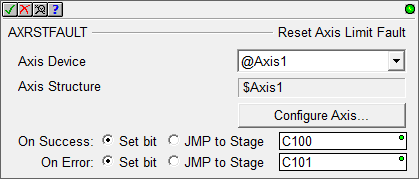 AXRSTFAULT Reset Axis Limit Fault
Axis Device @Axis1
Axis Structure $Axis1
Configure Axis...
On Success: Set bit JMP to Stage C100
On Error: Set bit JMP to Stage C101